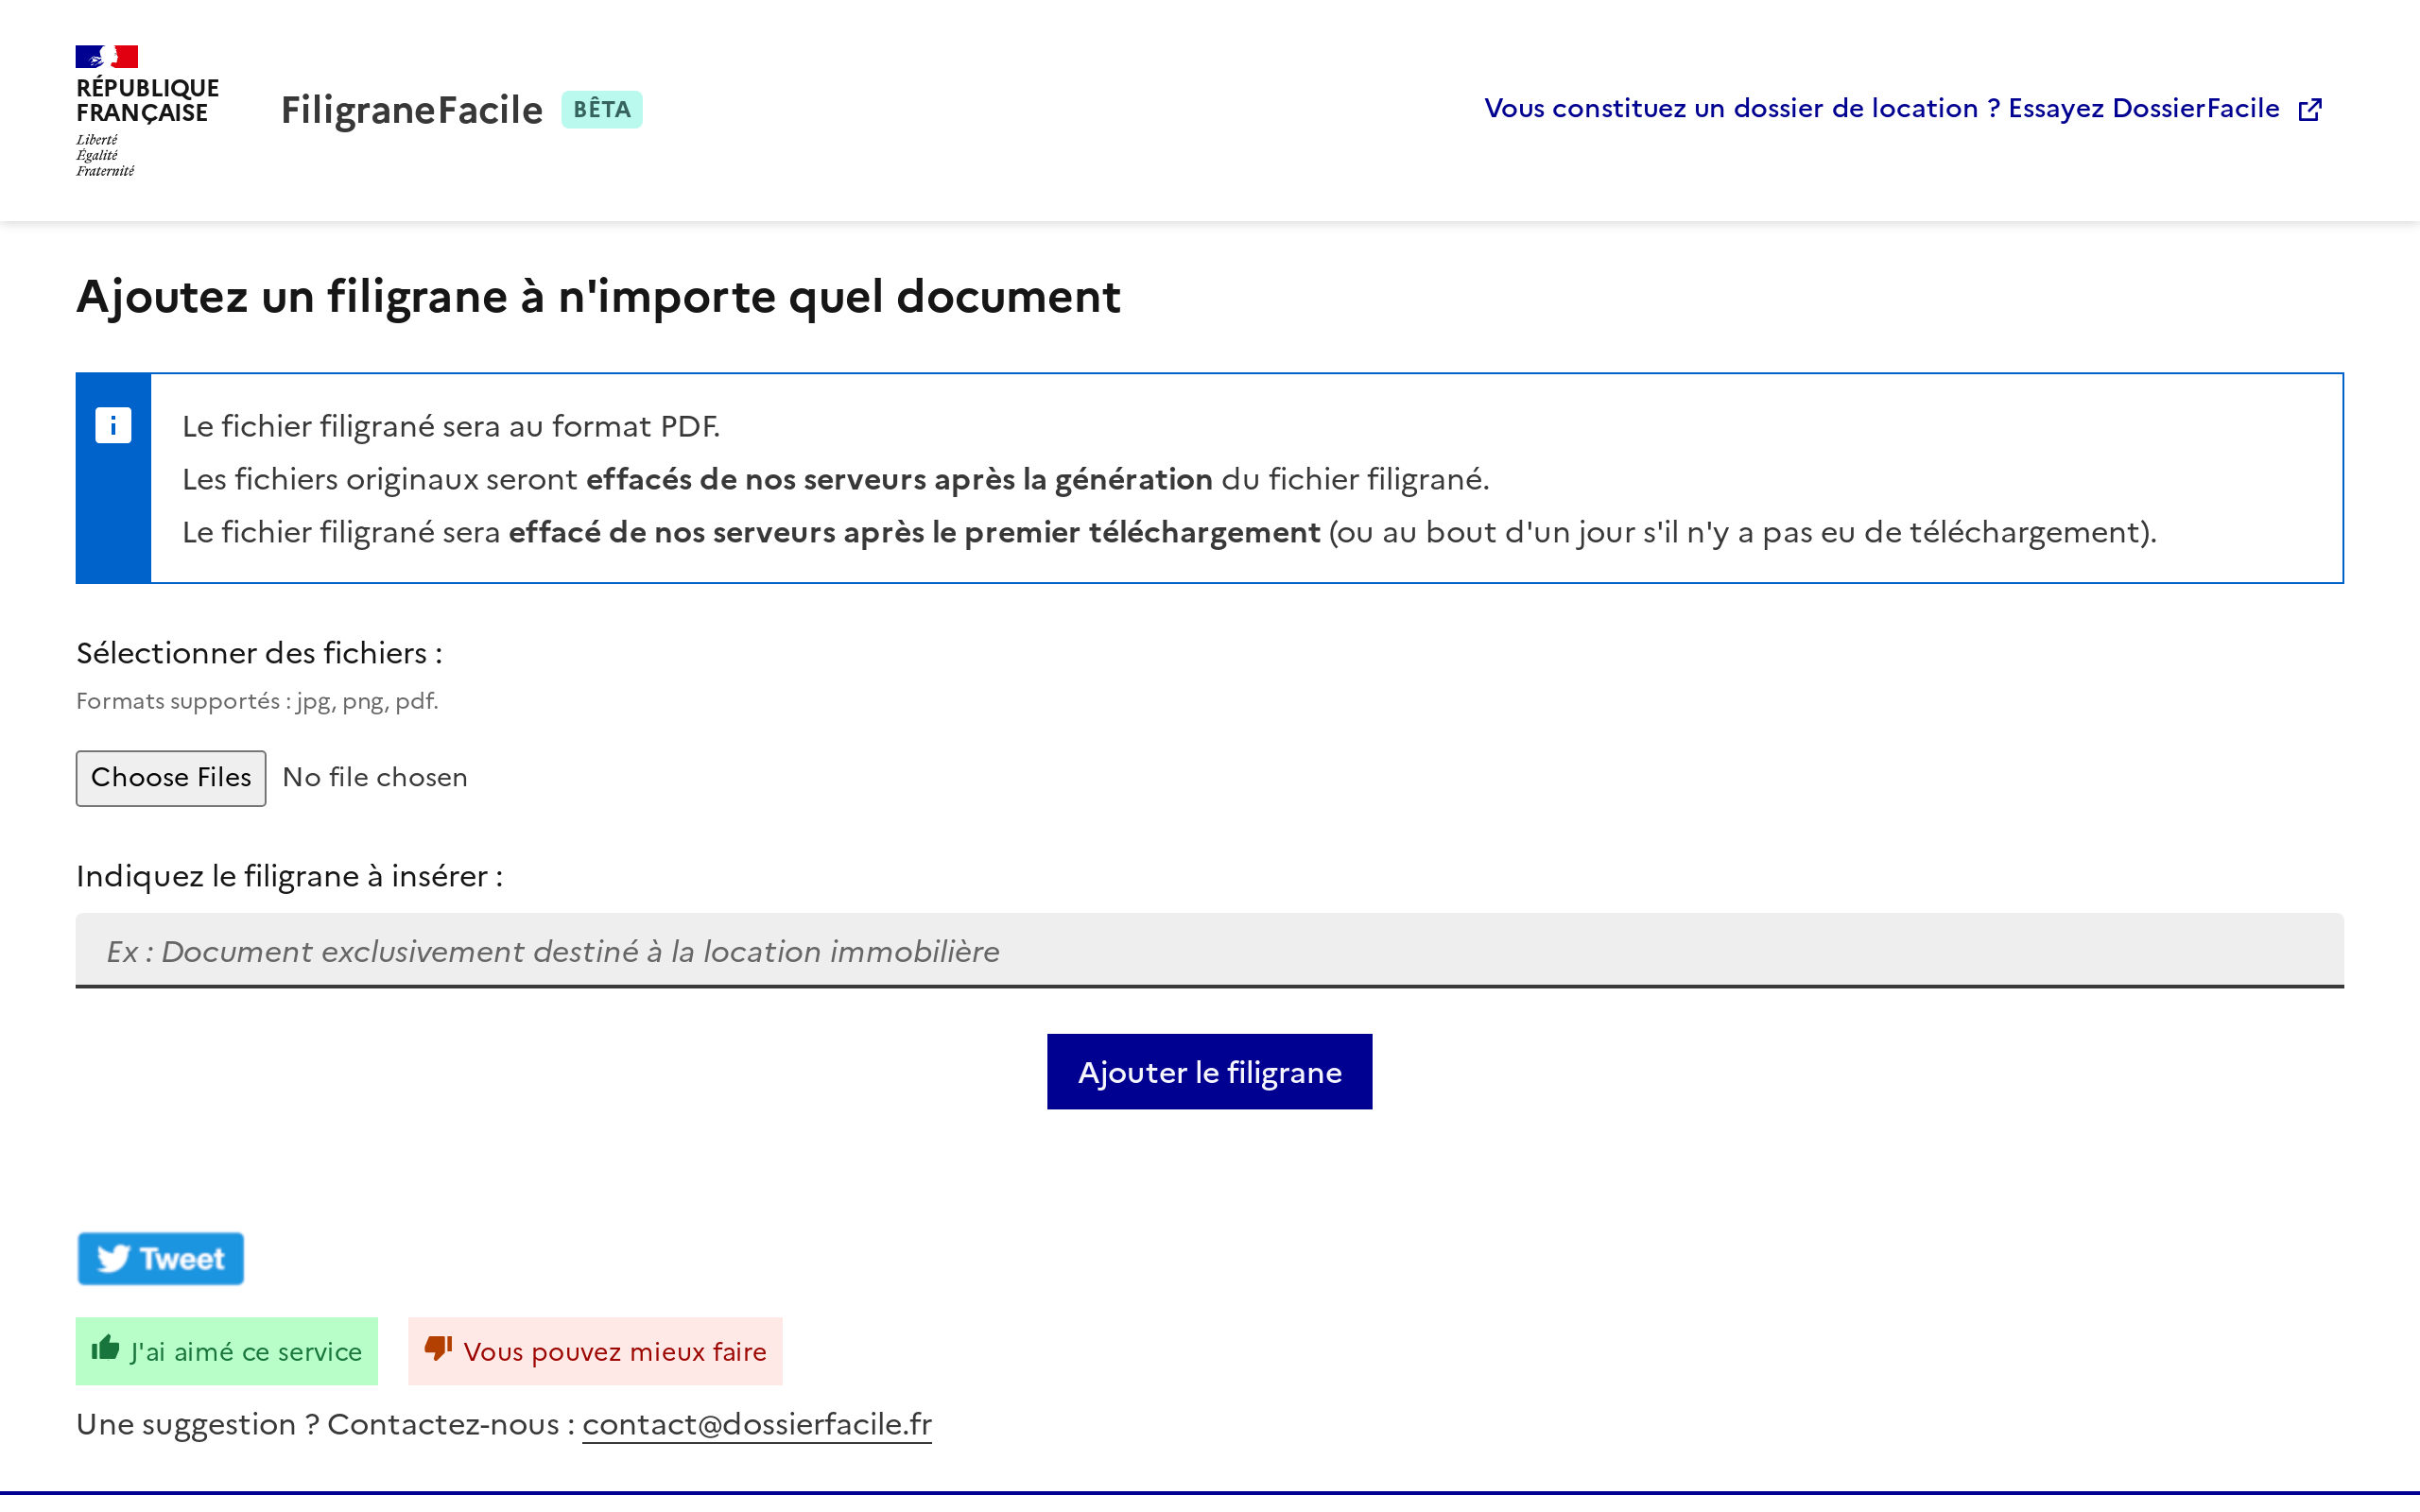 RÉPUBLIQUE
FRANÇAISE
Liberté
Égalité
Fraternité
FiligraneFacile BÊTA
Vous constituez un dossier de location ? Essayez DossierFacile
Ajoutez un filigrane à n'importe quel document
Le fichier filigrané sera au format PDF.
Les fichiers originaux seront effacés de nos serveurs après la génération du fichier filigrané.
Le fichier filigrané sera effacé de nos serveurs après le premier téléchargement (ou au bout d'un jour s'il n'y a pas eu de téléchargement).
Sélectionner des fichiers :
Formats supportés : jpg, png, pdf.
Choose Files No file chosen
Indiquez le filigrane à insérer :
Ex : Document exclusivement destiné à la location immobilière
Ajouter le filigrane
Tweet
J'ai aimé ce service Vous pouvez mieux faire
Une suggestion ? Contactez-nous : contact@dossierfacile.fr